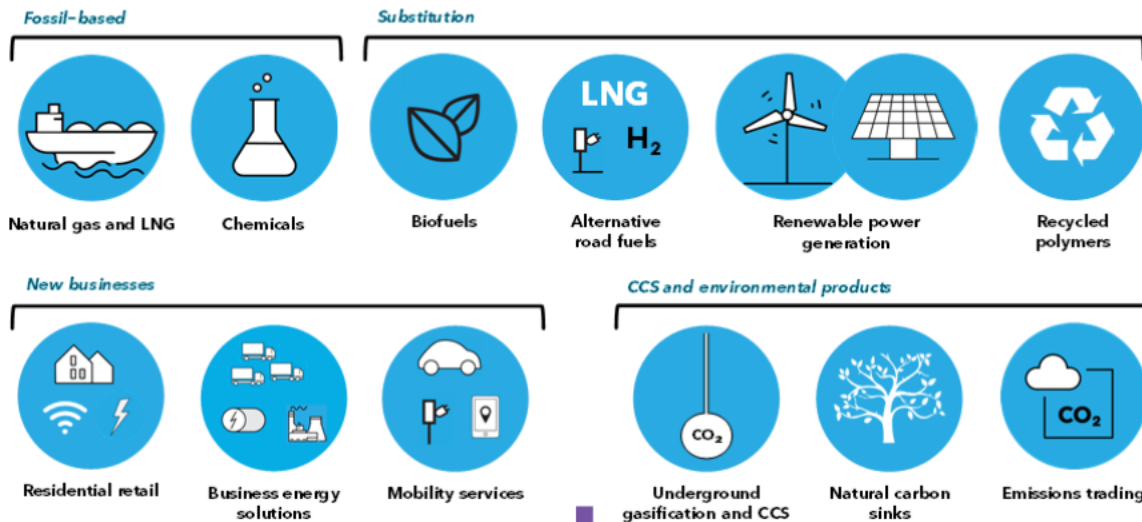 Fossil-based
Substitution
LNG
H₂
Natural gas and LNG
Chemicals
Biofuels
Alternative
road fuels
Renewable power
generation
Recycled
polymers
New businesses
CCS and environmental products
CO₂
CO₂
Residential retail
Business energy
solutions
Mobility services
Underground
gasification and CCS
Natural carbon
sinks
Emissions trading